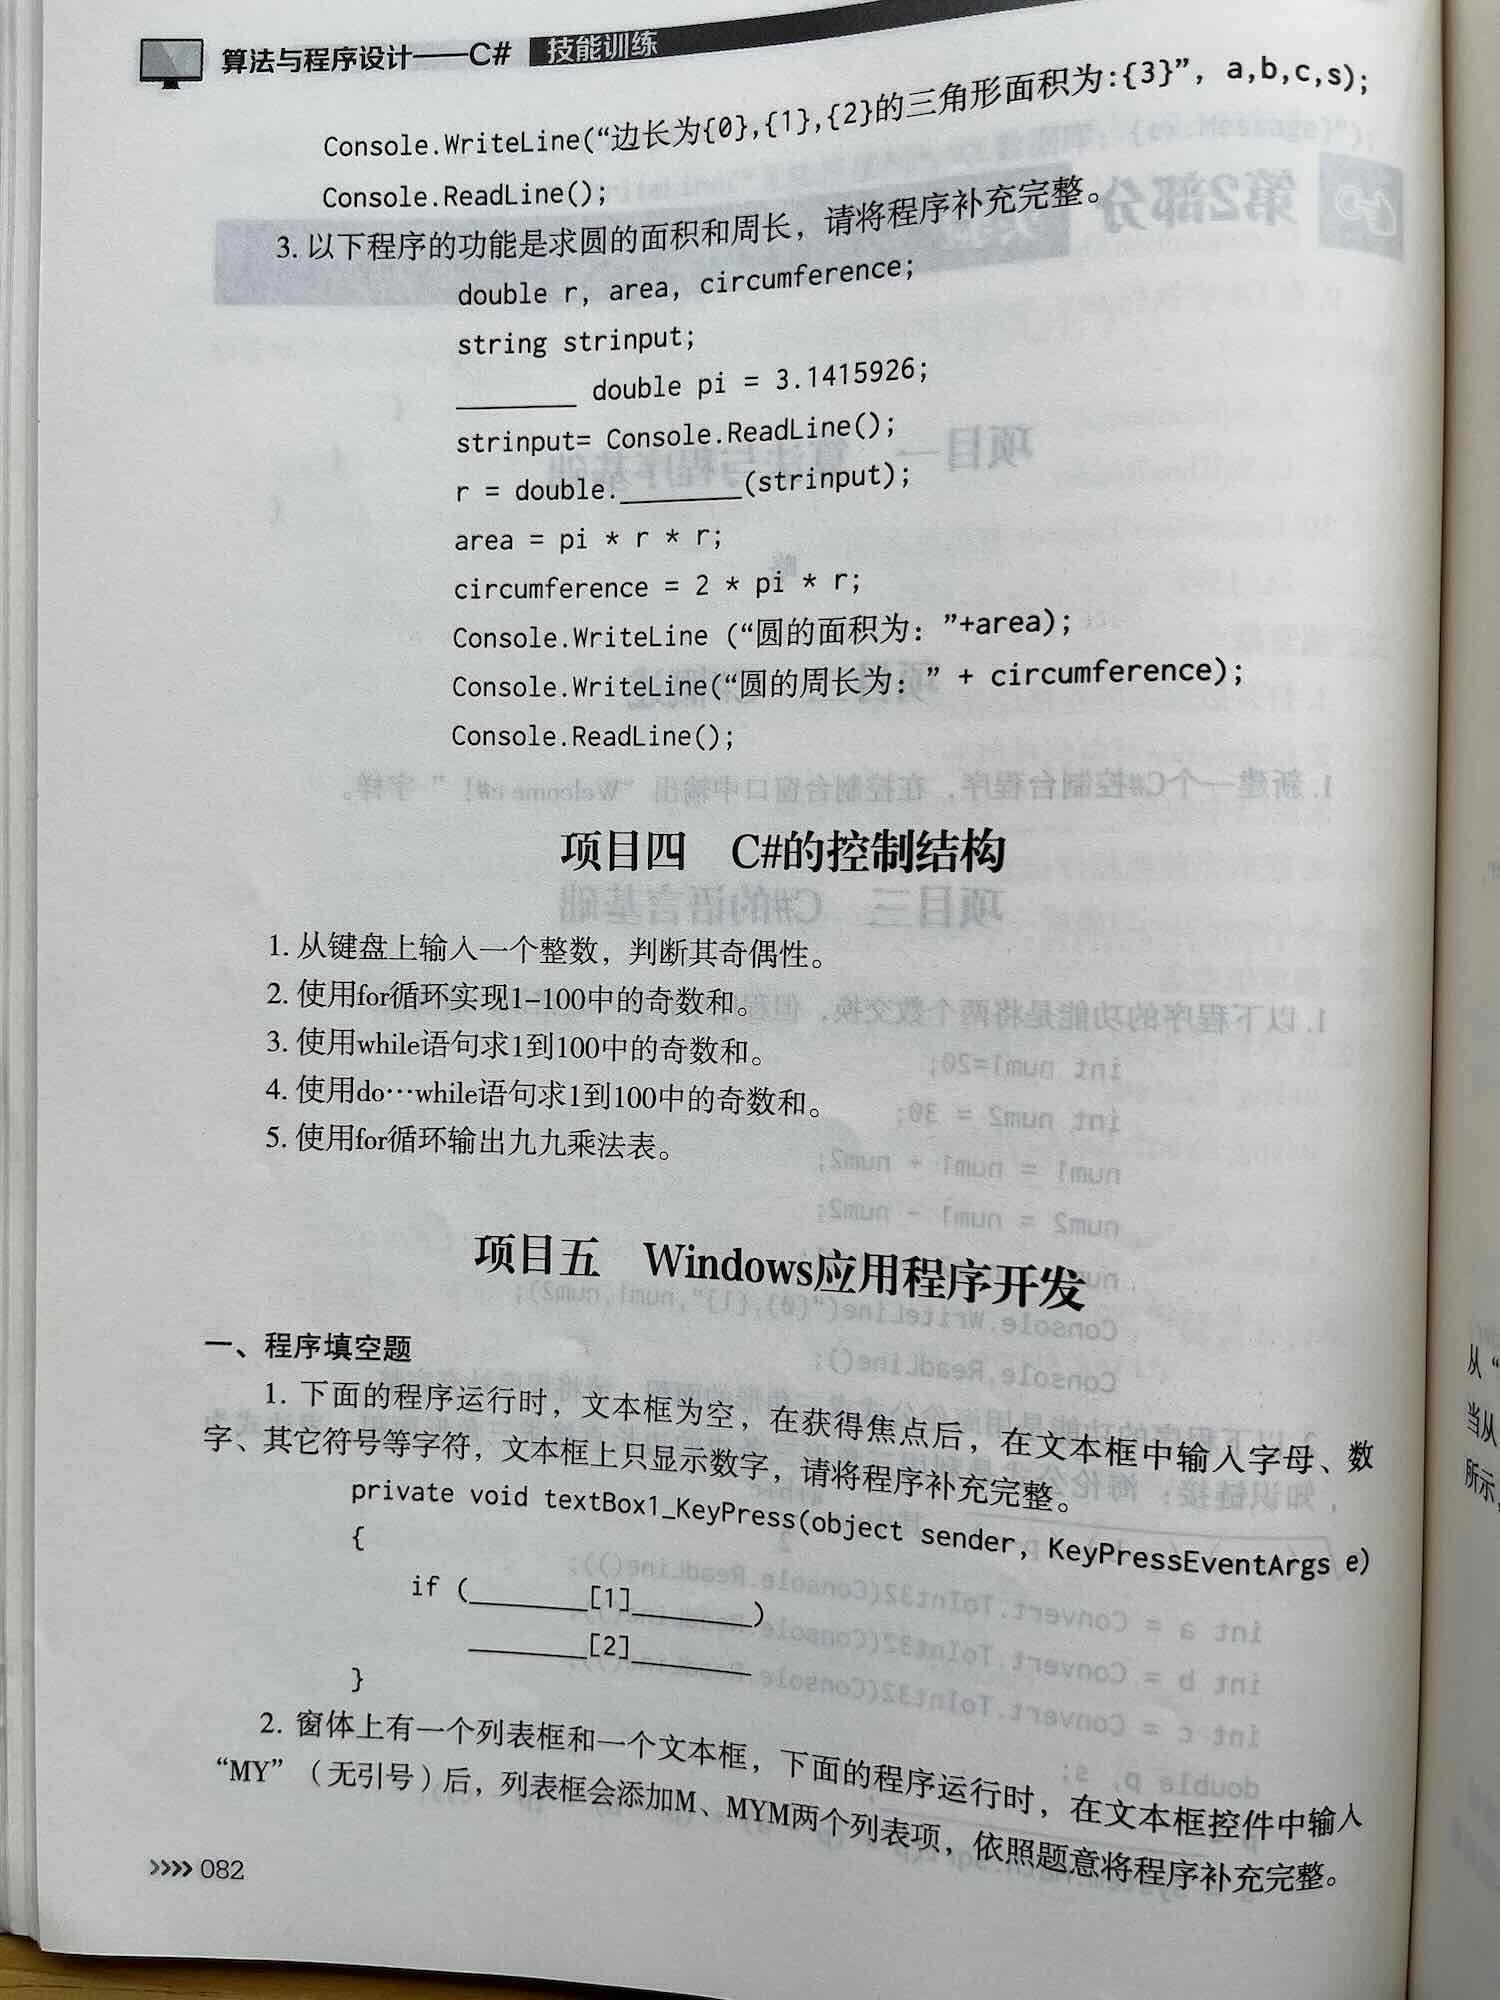 算法与程序设计——C# 技能训练
Console.WriteLine(“边长为{0},{1},{2}的三角形面积为:{3}”, a,b,c,s);
Console.ReadLine();
3. 以下程序的功能是求圆的面积和周长，请将程序补充完整。
double r, area, circumference;
string strinput;
________ double pi = 3.1415926;
strinput= Console.ReadLine();
r = double.________(strinput);
area = pi * r * r;
circumference = 2 * pi * r;
Console.WriteLine (“圆的面积为：”+area);
Console.WriteLine(“圆的周长为：” + circumference);
Console.ReadLine();
项目四 C#的控制结构
1. 从键盘上输入一个整数，判断其奇偶性。
2. 使用for循环实现1-100中的奇数和。
3. 使用while语句求1到100中的奇数和。
4. 使用do…while语句求1到100中的奇数和。
5. 使用for循环输出九九乘法表。
项目五 Windows应用程序开发
一、程序填空题
1. 下面的程序运行时，文本框为空，在获得焦点后，在文本框中输入字母、数
字、其它符号等字符，文本框上只显示数字，请将程序补充完整。
private void textBox1_KeyPress(object sender, KeyPressEventArgs e)
{
if (________[1]________)
________[2]________
}
2. 窗体上有一个列表框和一个文本框，下面的程序运行时，在文本框控件中输入
“MY”（无引号）后，列表框会添加M、MYM两个列表项，依照题意将程序补充完整。
>>>> 082
从“
当从
所示，